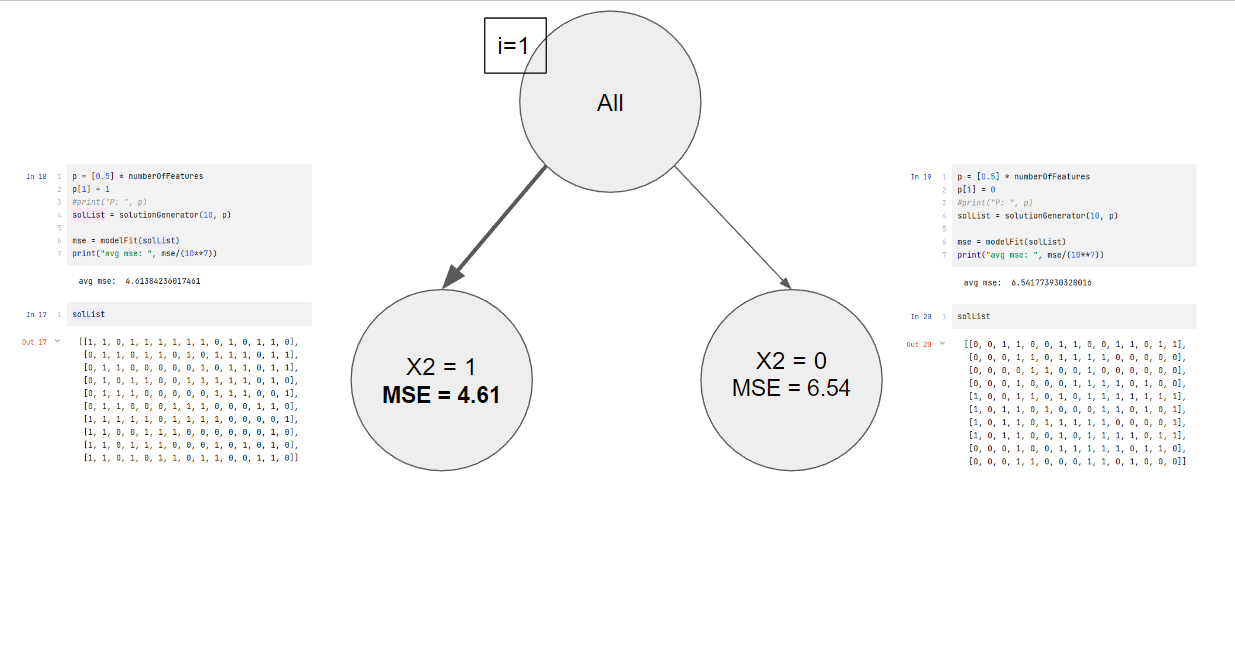 i=1
All
In 18 1 p = [0.5] * numberOfFeatures
2 p[1] = 1
3 #print("P: ", p)
4 solList = solutionGenerator(10, p)
5
6 mse = modelFit(solList)
7 print("avg mse: ", mse/(10**7))
avg mse: 4.61384236017461
In 17 1 solList
Out 17 [[1, 1, 0, 1, 1, 1, 1, 1, 1, 0, 1, 0, 1, 1, 0],
[0, 1, 1, 0, 1, 1, 0, 1, 0, 1, 1, 1, 0, 1, 1],
[0, 1, 1, 0, 0, 0, 0, 1, 0, 0, 1, 0, 1, 1, 1],
[0, 1, 0, 1, 1, 0, 0, 1, 1, 1, 1, 1, 0, 1, 0],
[0, 1, 1, 0, 1, 0, 0, 0, 0, 1, 1, 1, 0, 0, 1],
[0, 1, 1, 0, 0, 0, 1, 1, 1, 0, 0, 0, 1, 1, 0],
[1, 1, 1, 1, 1, 0, 1, 1, 1, 1, 0, 0, 0, 0, 1],
[1, 1, 0, 0, 1, 1, 1, 0, 0, 0, 0, 0, 0, 1, 0],
[1, 1, 0, 1, 1, 1, 0, 0, 0, 1, 0, 1, 0, 1, 0],
[1, 1, 0, 1, 0, 1, 1, 0, 1, 1, 0, 0, 1, 1, 0]]
X2 = 1
MSE = 4.61
X2 = 0
MSE = 6.54
In 19 1 p = [0.5] * numberOfFeatures
2 p[1] = 0
3 #print("P: ", p)
4 solList = solutionGenerator(10, p)
5
6 mse = modelFit(solList)
7 print("avg mse: ", mse/(10**7))
avg mse: 6.541773930328016
In 20 1 solList
Out 20 [[0, 0, 1, 1, 0, 0, 1, 1, 0, 0, 1, 1, 0, 1, 1],
[0, 0, 0, 1, 1, 0, 1, 0, 1, 1, 1, 0, 0, 0, 0],
[0, 0, 0, 0, 1, 1, 0, 0, 1, 0, 1, 0, 0, 0, 0],
[0, 0, 0, 1, 0, 0, 1, 1, 1, 1, 0, 1, 0, 0, 0],
[1, 0, 0, 1, 0, 0, 1, 1, 1, 1, 1, 1, 1, 1, 1],
[1, 0, 1, 1, 0, 1, 0, 0, 0, 1, 1, 0, 0, 1, 1],
[1, 0, 1, 1, 0, 1, 1, 1, 1, 1, 0, 0, 0, 0, 1],
[1, 0, 1, 1, 0, 0, 1, 0, 1, 1, 1, 1, 0, 1, 1],
[0, 0, 0, 1, 0, 0, 1, 1, 1, 1, 1, 0, 1, 1, 0],
[0, 0, 0, 1, 1, 0, 0, 0, 1, 1, 0, 1, 0, 0, 0]]